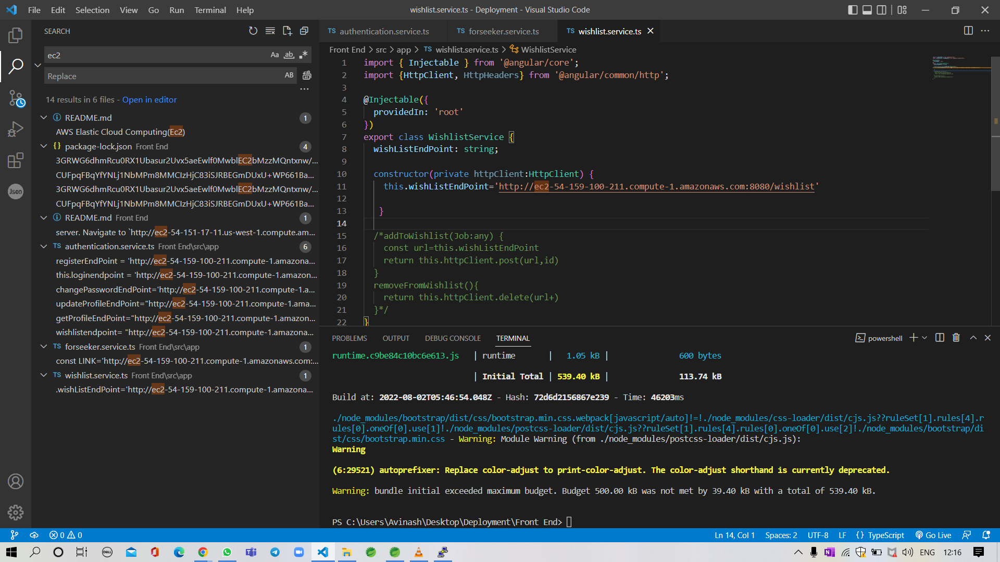 File Edit Selection View Go Run Terminal Help
wishlist.service.ts - Deployment - Visual Studio Code
SEARCH
ec2
Aa ab
Replace
AB
14 results in 6 files - Open in editor
README.md 1
AWS Elastic Cloud Computing(Ec2)
{} package-lock.json Front End 4
3GRWG6dhmRcu0RX1Ubasur2Uvx5aeEwlf0MwblEC2bMzzMQntxnw/...
CUFpqFBqYfYNLj1NbMPm8MMCIzHjC83iSJRBEGmDUxU+WP661Ba...
3GRWG6dhmRcu0RX1Ubasur2Uvx5aeEwlf0MwblEC2bMzzMQntxnw/...
CUFpqFBqYfYNLj1NbMPm8MMCIzHjC83iSJRBEGmDUxU+WP661Ba...
README.md Front End 1
server. Navigate to `http://ec2-54-151-17-11.us-west-1.compute.am...
TS authentication.service.ts Front End\src\app 6
registerEndPoint = 'http://ec2-54-159-100-211.compute-1.amazona...
this.loginendpoint = 'http://ec2-54-159-100-211.compute-1.amazon...
changePasswordEndPoint='http://ec2-54-159-100-211.compute-1.a...
updateProfileEndPoint="http://ec2-54-159-100-211.compute-1.ama...
getProfileEndPoint="http://ec2-54-159-100-211.compute-1.amazon...
wishlistendpoint= "http://ec2-54-159-100-211.compute-1.amazona...
TS forseeker.service.ts Front End\src\app 1
const LINK='http://ec2-54-159-100-211.compute-1.amazonaws.com:...
TS wishlist.service.ts Front End\src\app 1
.wishListEndPoint='http://ec2-54-159-100-211.compute-1.amazona...
Json
TS authentication.service.ts TS forseeker.service.ts TS wishlist.service.ts
Front End > src > app > TS wishlist.service.ts > WishlistService
1 import { Injectable } from '@angular/core';
2 import {HttpClient, HttpHeaders} from '@angular/common/http';
3
4 @Injectable({
5 providedIn: 'root'
6 })
7 export class WishlistService {
8 wishListEndPoint: string;
9
10 constructor(private httpClient:HttpClient) {
11 this.wishListEndPoint='http://ec2-54-159-100-211.compute-1.amazonaws.com:8080/wishlist'
12
13 }
14
15 /*addToWishlist(Job:any) {
16 const url=this.wishListEndPoint
17 return this.httpClient.post(url,id)
18 }
19 removeFromWishlist(){
20 return this.httpClient.delete(url+)
21 }*/
22 }
PROBLEMS OUTPUT DEBUG CONSOLE TERMINAL
powershell
runtime.c9be84c10bc6e613.js | runtime | 1.05 kB | 600 bytes
| Initial Total | 539.40 kB | 113.74 kB
Build at: 2022-08-02T05:46:54.048Z - Hash: 72d6d2156867e239 - Time: 46203ms
./node_modules/bootstrap/dist/css/bootstrap.min.css.webpack[javascript/auto]!=!./node_modules/css-loader/dist/cjs.js??ruleSet[1].rules[4].r
ules[0].oneOf[0].use[1]!./node_modules/postcss-loader/dist/cjs.js??ruleSet[1].rules[4].rules[0].oneOf[0].use[2]!./node_modules/bootstrap/di
st/css/bootstrap.min.css - Warning: Module Warning (from ./node_modules/postcss-loader/dist/cjs.js):
Warning
(6:29521) autoprefixer: Replace color-adjust to print-color-adjust. The color-adjust shorthand is currently deprecated.
Warning: bundle initial exceeded maximum budget. Budget 500.00 kB was not met by 39.40 kB with a total of 539.40 kB.
PS C:\Users\Avinash\Desktop\Deployment\Front End>
0 0
Ln 14, Col 1 Spaces: 2 UTF-8 LF {} TypeScript Go Live
DELL
ENG 12:16